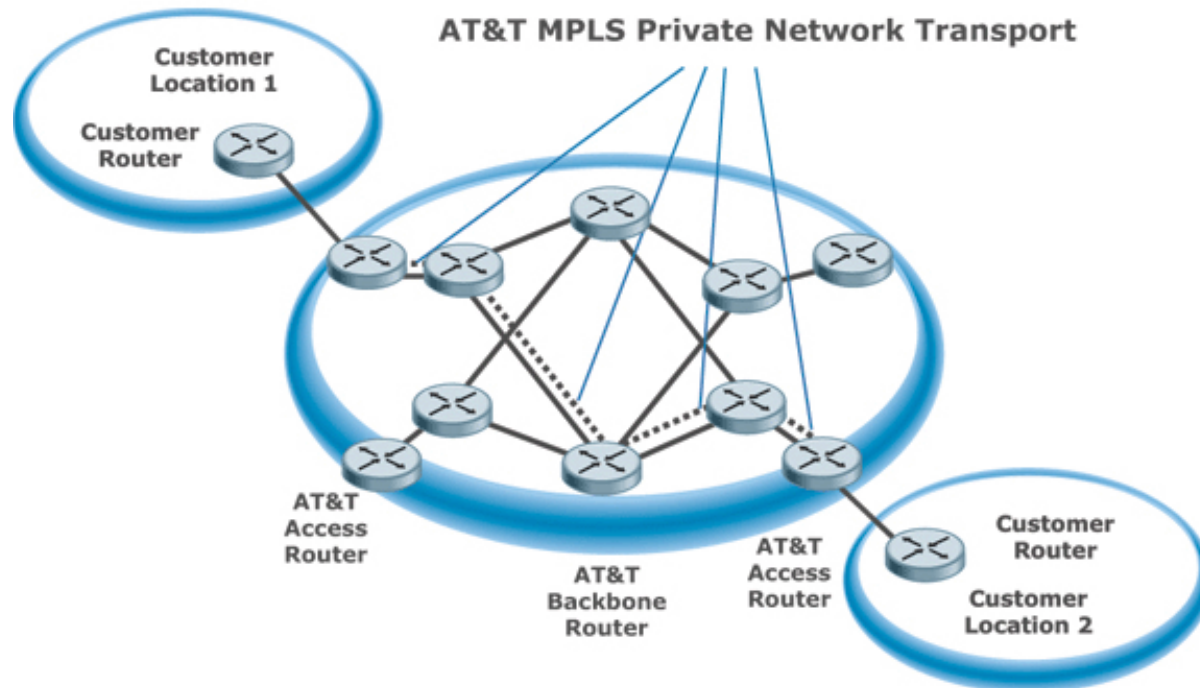 AT&T MPLS Private Network Transport
Customer
Location 1
Customer
Router
AT&T
Access
Router
AT&T
Backbone
Router
AT&T
Access
Router
Customer
Router
Customer
Location 2